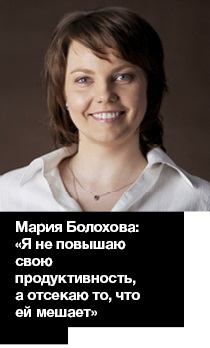 Мария Болохова:
«Я не повышаю
свою
продуктивность,
а отсекаю то, что
ей мешает»